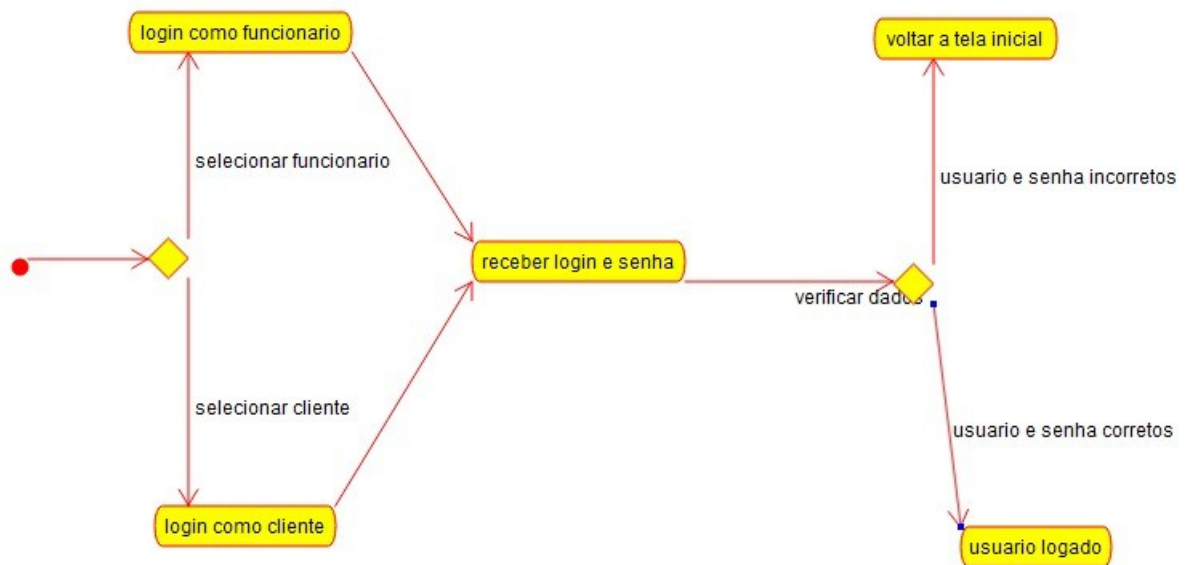 login como funcionario
voltar a tela inicial
selecionar funcionario
usuario e senha incorretos
receber login e senha
verificar dados
selecionar cliente
usuario e senha corretos
login como cliente
usuario logado